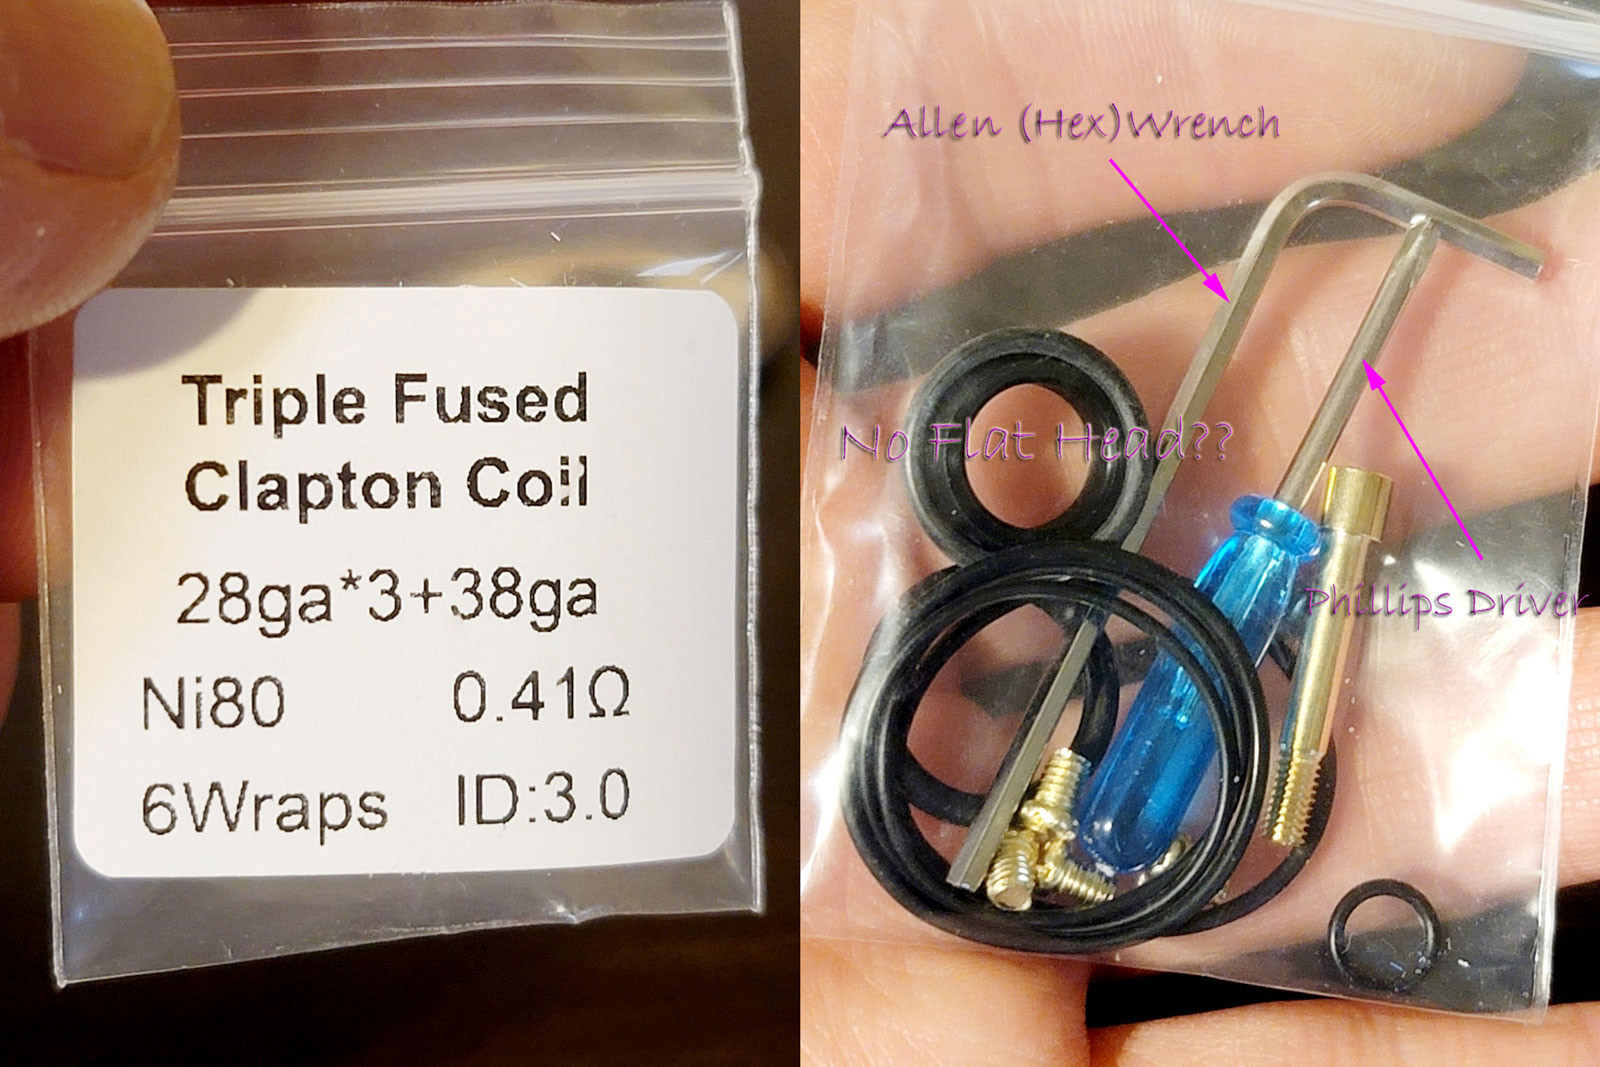 Triple Fused
Clapton Coil
28ga*3+38ga
Ni80 0.41Ω
6Wraps ID:3.0
Allen (Hex)Wrench
No Flat Head??
Phillips Driver